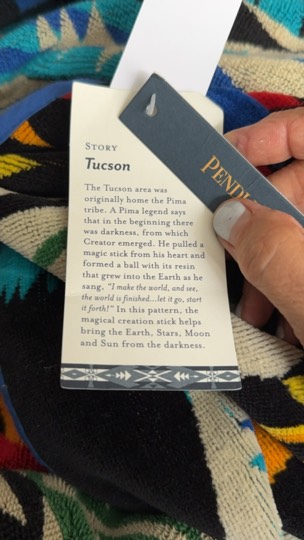 STORY
Tucson
The Tucson area was
originally home the Pima
tribe. A Pima legend says
that in the beginning there
was darkness, from which
Creator emerged. He pulled a
magic stick from his heart and
formed a ball with its resin
that grew into the Earth as he
sang, "I make the world, and see,
the world is finished...let it go, start
it forth!" In this pattern, the
magical creation stick helps
bring the Earth, Stars, Moon
and Sun from the darkness.